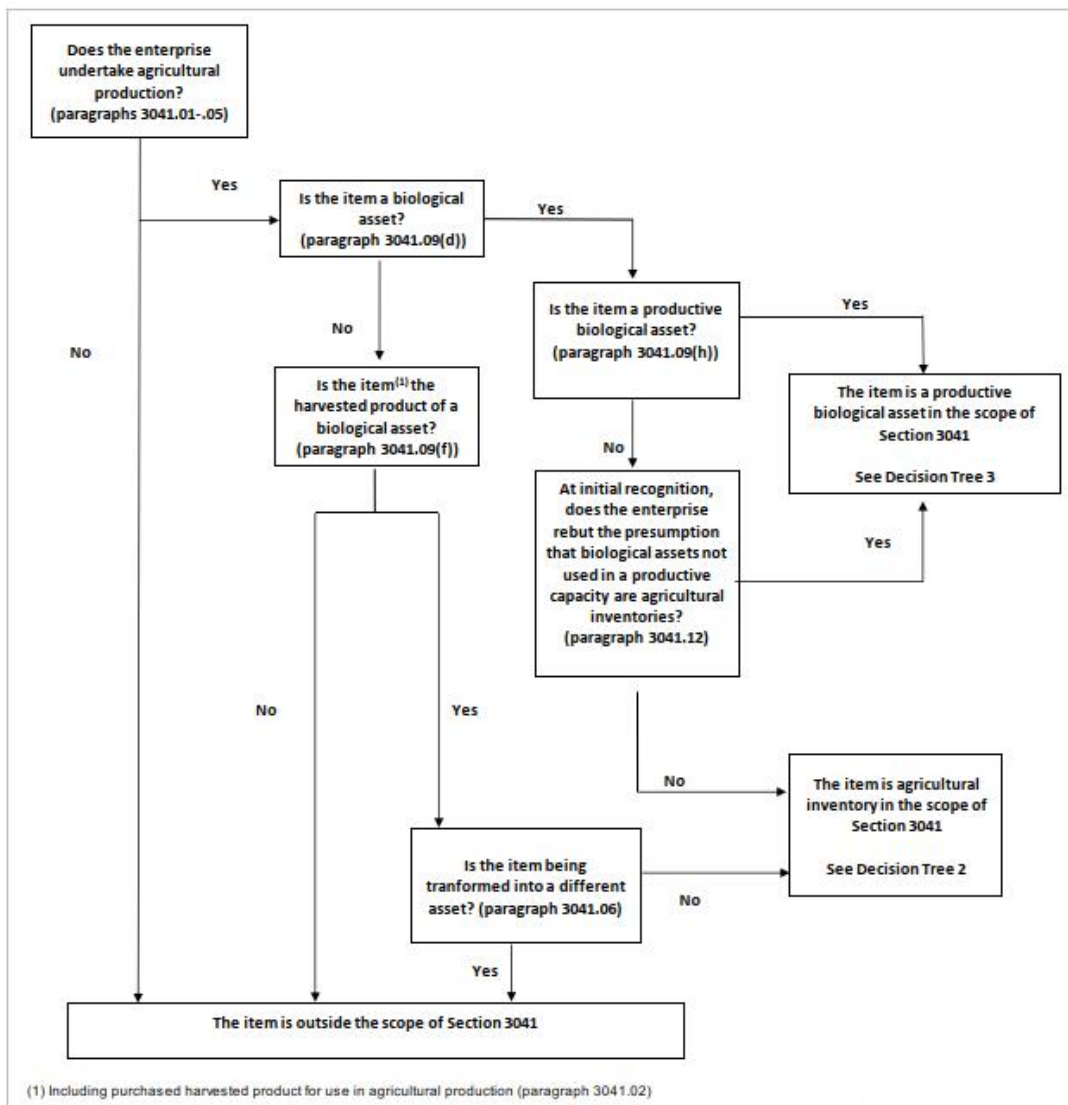 Does the enterprise
undertake agricultural
production?
(paragraphs 3041.01-.05)
Yes
Is the item a biological
asset?
(paragraph 3041.09(d))
Yes
Is the item a productive
biological asset?
(paragraph 3041.09(h))
Yes
No
No
Is the item(1) the
harvested product of a
biological asset?
(paragraph 3041.09(f))
The item is a productive
biological asset in the scope of
Section 3041
See Decision Tree 3
No
At initial recognition,
does the enterprise
rebut the presumption
that biological assets not
used in a productive
capacity are agricultural
inventories?
(paragraph 3041.12)
Yes
No
Yes
No
The item is agricultural
inventory in the scope of
Section 3041
See Decision Tree 2
Is the item being
tranformed into a different
asset? (paragraph 3041.06)
No
Yes
The item is outside the scope of Section 3041
(1) Including purchased harvested product for use in agricultural production (paragraph 3041.02)